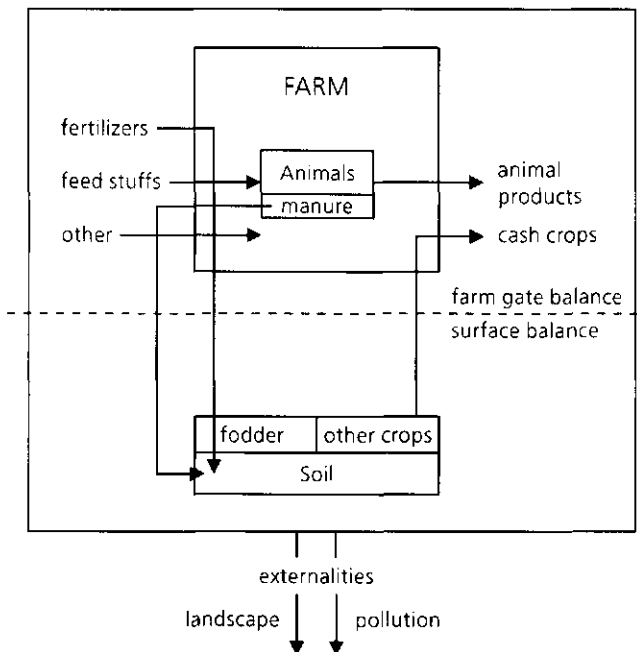 FARM
fertilizers
feed stuffs
Animals
animal
products
manure
other
cash crops
farm gate balance
surface balance
fodder
other crops
Soil
externalities
landscape
pollution